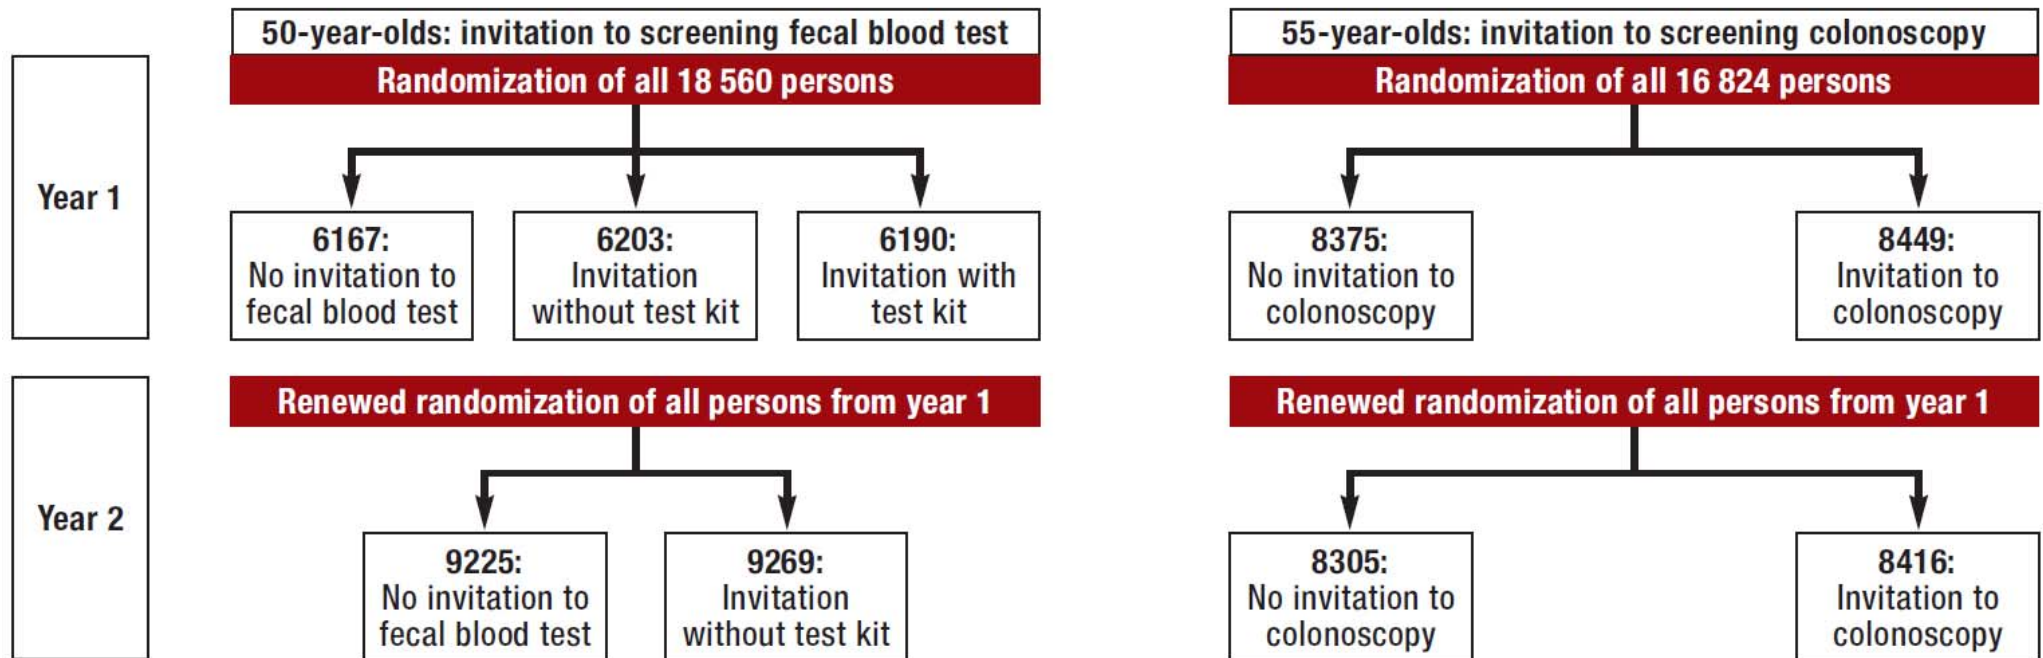 50-year-olds: invitation to screening fecal blood test
Randomization of all 18 560 persons
55-year-olds: invitation to screening colonoscopy
Randomization of all 16 824 persons
Year 1
6167:
No invitation to
fecal blood test
6203:
Invitation
without test kit
6190:
Invitation with
test kit
8375:
No invitation to
colonoscopy
8449:
Invitation to
colonoscopy
Renewed randomization of all persons from year 1
Renewed randomization of all persons from year 1
Year 2
9225:
No invitation to
fecal blood test
9269:
Invitation
without test kit
8305:
No invitation to
colonoscopy
8416:
Invitation to
colonoscopy